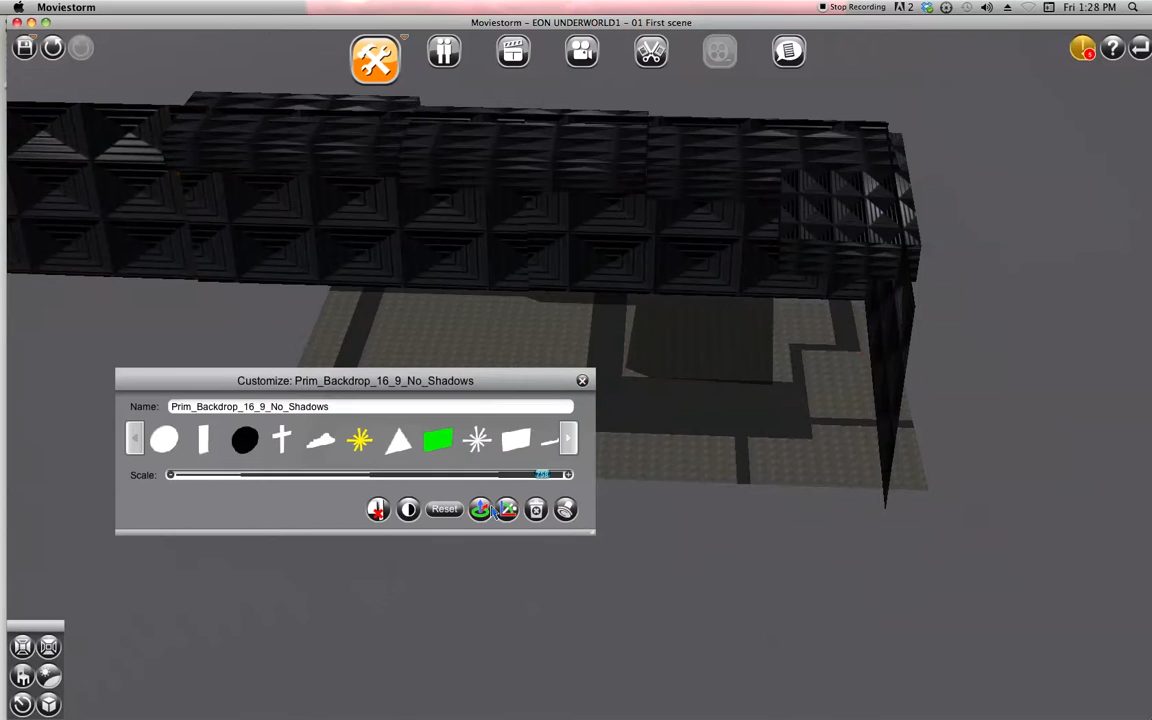 Moviestorm
Stop Recording
2
Fri 1:28 PM
Moviestorm - EON UNDERWORLD1 - 01 First scene
Customize: Prim_Backdrop_16_9_No_Shadows
Name: Prim_Backdrop_16_9_No_Shadows
Scale:
Reset